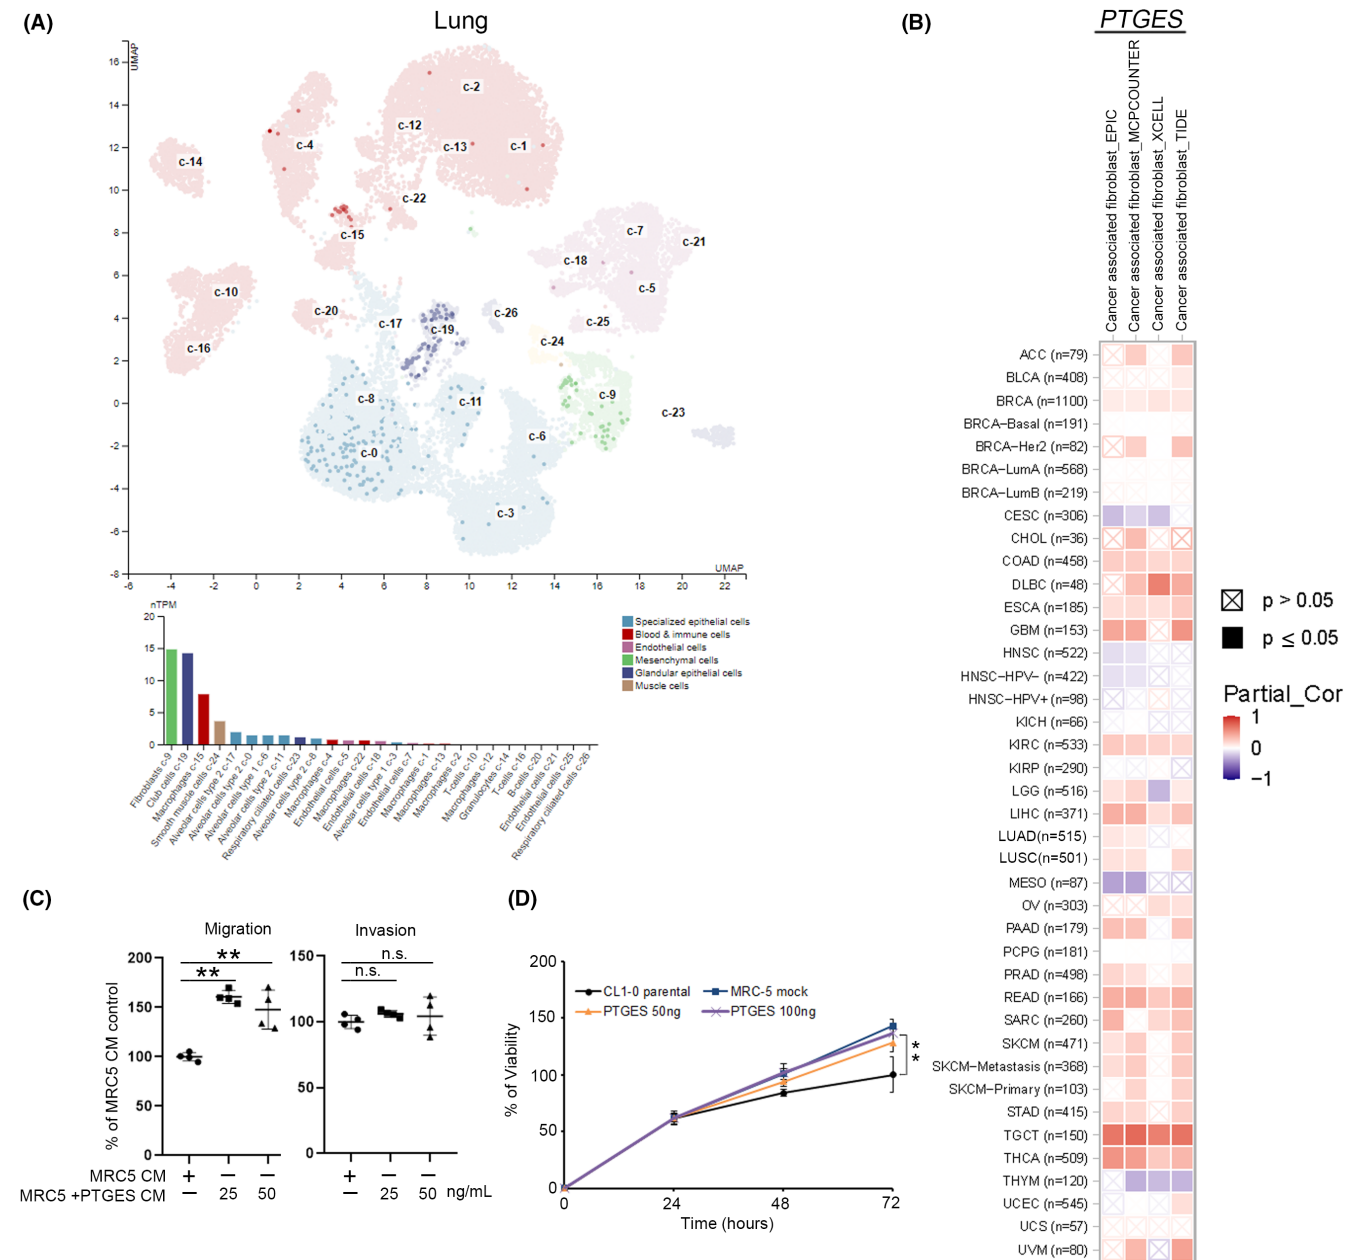 (A)
Lung
UMAP
16
14
12
10
8
6
4
2
0
-2
-4
-6
-8
-6
-4
-2
0
2
4
6
8
10
12
14
16
18
20
22
UMAP
c-2
c-12
c-13
c-1
c-4
c-14
c-22
c-15
c-7
c-21
c-18
c-5
c-10
c-20
c-17
c-19
c-26
c-25
c-16
c-24
c-8
c-11
c-9
c-23
c-6
c-0
c-3
nTPM
20
15
10
5
0
Specialized epithelial cells
Blood & immune cells
Endothelial cells
Mesenchymal cells
Glandular epithelial cells
Muscle cells
Fibroblasts c-9
Club cells c-19
Macrophages c-15
Smooth muscle cells c-24
Alveolar cells type 2 c-17
Alveolar cells type 2 c-0
Alveolar cells type 1 c-6
Alveolar cells type 2 c-11
Respiratory ciliated cells c-23
Alveolar cells type 2 c-8
Macrophages c-4
Endothelial cells c-5
Macrophages c-22
Endothelial cells c-18
Alveolar cells type 1 c-3
Endothelial cells c-7
Macrophages c-1
Macrophages c-13
Macrophages c-2
T-cells c-10
Macrophages c-12
Granulocytes c-14
T-cells c-16
B-cells c-20
Endothelial cells c-21
Endothelial cells c-25
Respiratory ciliated cells c-26
(B)
PTGES
Cancer associated fibroblast_EPIC
Cancer associated fibroblast_MCPCOUNTER
Cancer associated fibroblast_XCELL
Cancer associated fibroblast_TIDE
ACC (n=79)
BLCA (n=408)
BRCA (n=1100)
BRCA−Basal (n=191)
BRCA−Her2 (n=82)
BRCA−LumA (n=568)
BRCA−LumB (n=219)
CESC (n=306)
CHOL (n=36)
COAD (n=458)
DLBC (n=48)
ESCA (n=185)
GBM (n=153)
HNSC (n=522)
HNSC−HPV− (n=422)
HNSC−HPV+ (n=98)
KICH (n=66)
KIRC (n=533)
KIRP (n=290)
LGG (n=516)
LIHC (n=371)
LUAD(n=515)
LUSC(n=501)
MESO (n=87)
OV (n=303)
PAAD (n=179)
PCPG (n=181)
PRAD (n=498)
READ (n=166)
SARC (n=260)
SKCM (n=471)
SKCM−Metastasis (n=368)
SKCM−Primary (n=103)
STAD (n=415)
TGCT (n=150)
THCA (n=509)
THYM (n=120)
UCEC (n=545)
UCS (n=57)
UVM (n=80)
p > 0.05
p ≤ 0.05
Partial_Cor
1
0
−1
(C)
Migration
% of MRC5 CM control
200
150
100
50
0
**
**
Invasion
150
100
50
0
n.s.
n.s.
MRC5 CM + − − + − −
MRC5 +PTGES CM − 25 50 − 25 50 ng/mL
(D)
% of Viability
200
150
100
50
0
CL1-0 parental
MRC-5 mock
PTGES 50ng
PTGES 100ng
**
0 24 48 72
Time (hours)